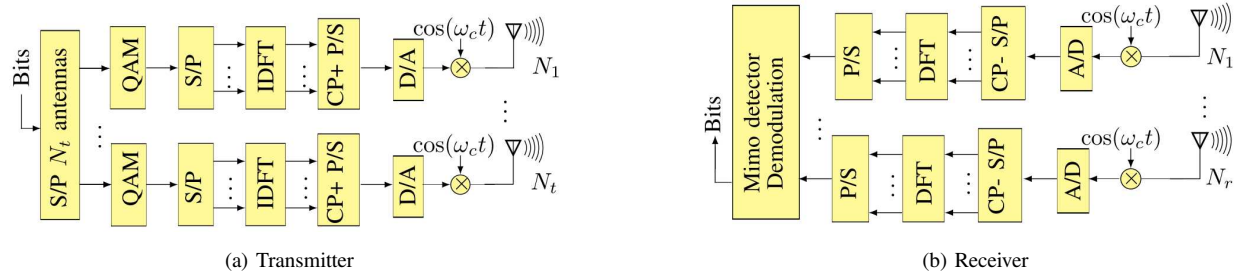 Bits
S/P N_t antennas
QAM
S/P
IDFT
CP+ P/S
D/A
cos(ω_c t)
N_1
QAM
S/P
IDFT
CP+ P/S
D/A
cos(ω_c t)
N_t
(a) Transmitter
Bits
Mimo detector
Demodulation
P/S
DFT
CP- S/P
A/D
cos(ω_c t)
N_1
P/S
DFT
CP- S/P
A/D
cos(ω_c t)
N_r
(b) Receiver